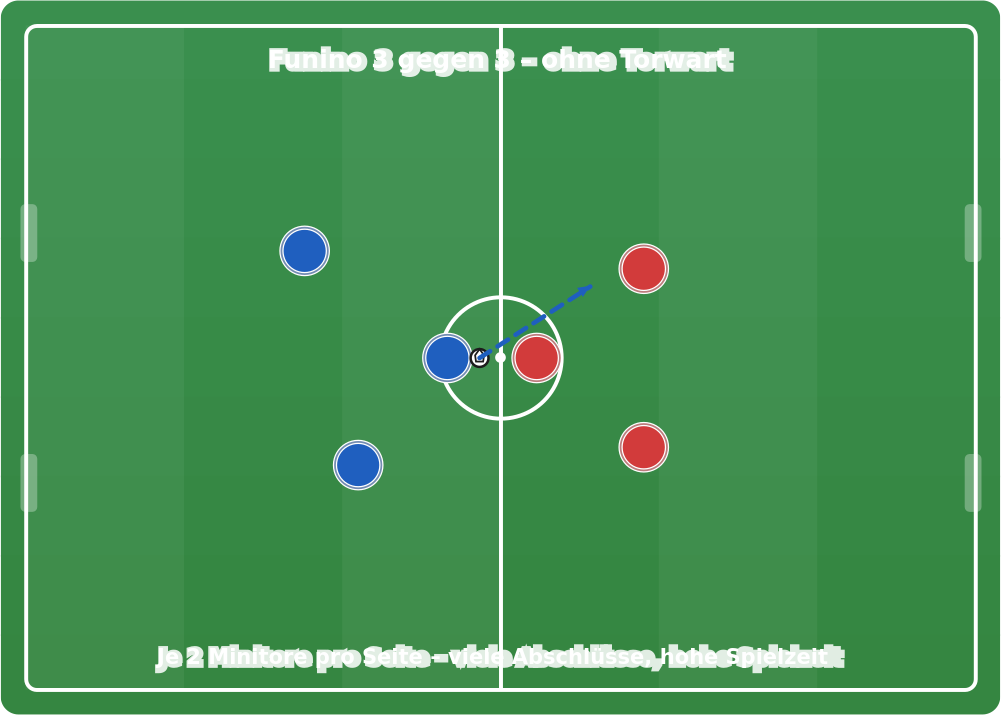 Funino 3 gegen 3 – ohne Torwart
Je 2 Minitore pro Seite – viele Abschlüsse, hohe Spielzeit